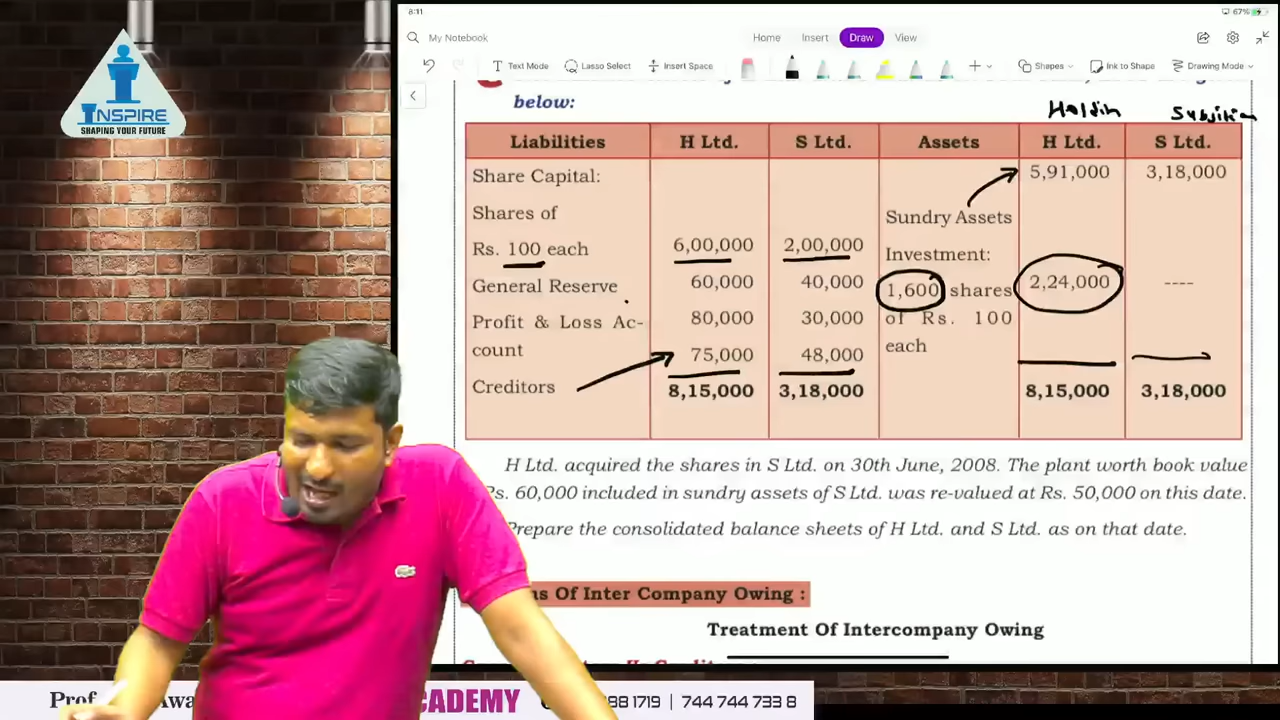 INSPIRE
SHAPING YOUR FUTURE
8:11
67%
My Notebook
Home Insert Draw View
Text Mode Lasso Select Insert Space Shapes Ink to Shape Drawing Mode
below:
Holdin
Liabilities H Ltd. S Ltd. Assets H Ltd. S Ltd.
Share Capital: 5,91,000 3,18,000
Shares of Sundry Assets
Rs. 100 each 6,00,000 2,00,000 Investment:
General Reserve 60,000 40,000 1,600 shares 2,24,000 ----
Profit & Loss Ac- 80,000 30,000 of Rs. 100
count 75,000 48,000 each
Creditors 8,15,000 3,18,000 8,15,000 3,18,000
H Ltd. acquired the shares in S Ltd. on 30th June, 2008. The plant worth book value
Rs. 60,000 included in sundry assets of S Ltd. was re-valued at Rs. 50,000 on this date.
Prepare the consolidated balance sheets of H Ltd. and S Ltd. as on that date.
Of Inter Company Owing :
Treatment Of Intercompany Owing
Prof
CADEMY
88 1719 | 744 744 733 8